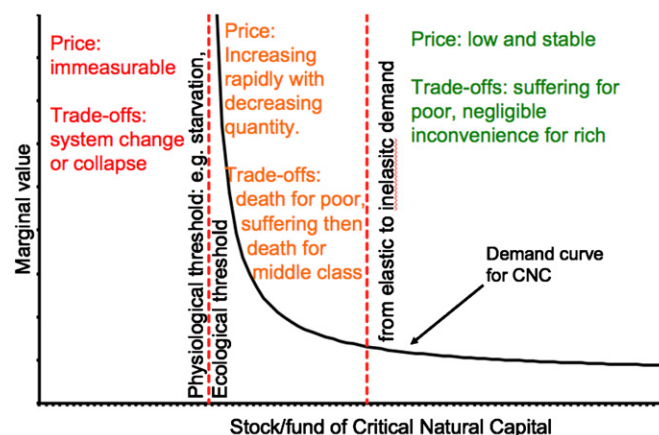 Marginal value
Price:
immeasurable
Trade-offs:
system change
or collapse
Physiological threshold: e.g. starvation,
Ecological threshold
Price:
Increasing
rapidly with
decreasing
quantity.
Trade-offs:
death for poor,
suffering then
death for
middle class
from elastic to inelasitc demand
Price: low and stable
Trade-offs: suffering for
poor, negligible
inconvenience for rich
Demand curve
for CNC
Stock/fund of Critical Natural Capital